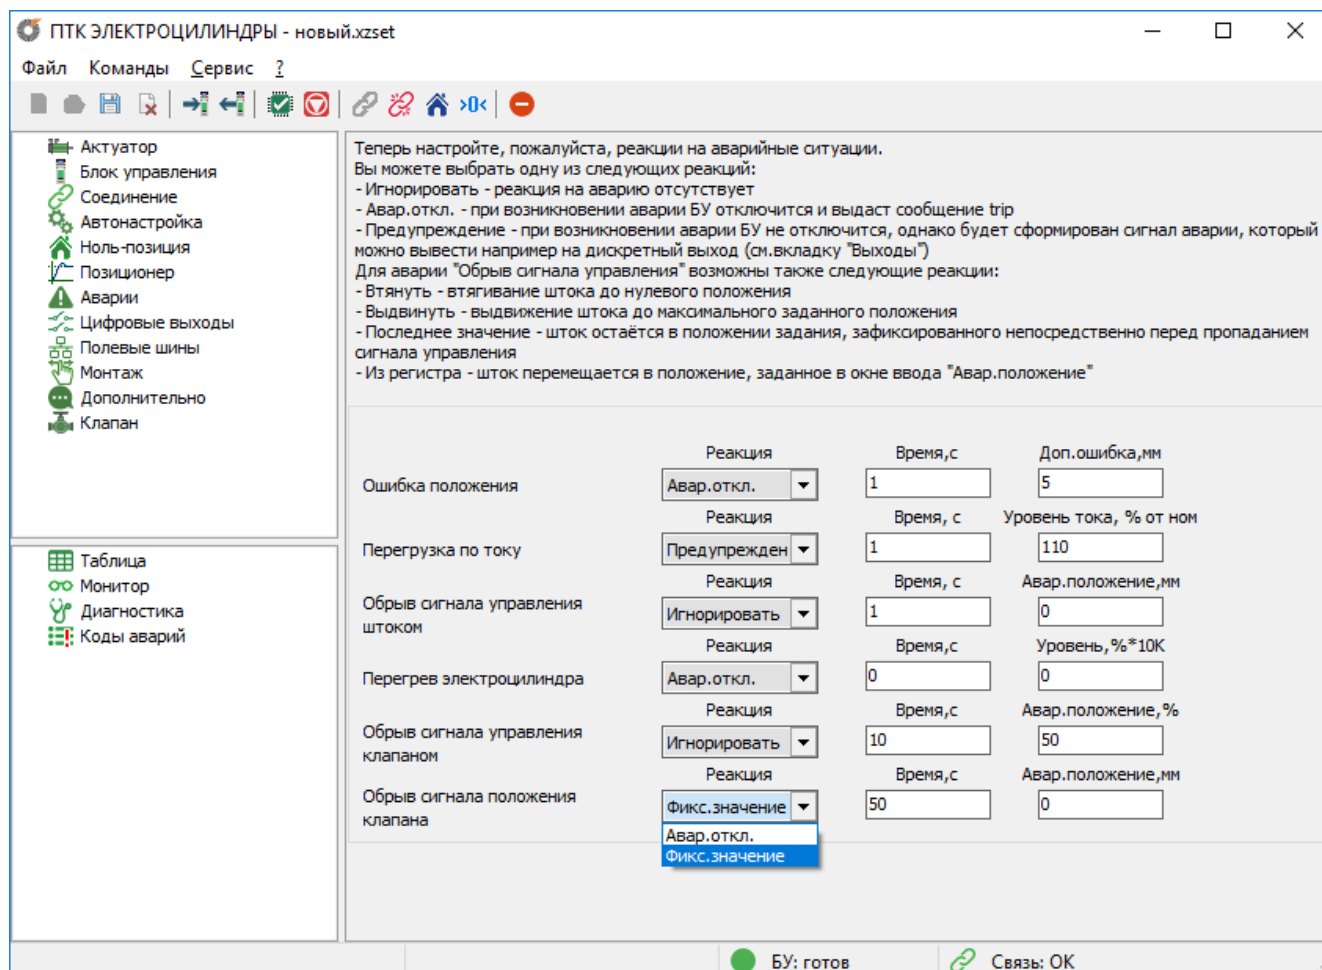 ПТК ЭЛЕКТРОЦИЛИНДРЫ - новый.xzset
Файл Команды Сервис ?
>0<
Актуатор
Блок управления
Соединение
Автонастройка
Ноль-позиция
Позиционер
Аварии
Цифровые выходы
Полевые шины
Монтаж
Дополнительно
Клапан
Таблица
Монитор
Диагностика
Коды аварий
Теперь настройте, пожалуйста, реакции на аварийные ситуации.
Вы можете выбрать одну из следующих реакций:
- Игнорировать - реакция на аварию отсутствует
- Авар.откл. - при возникновении аварии БУ отключится и выдаст сообщение trip
- Предупреждение - при возникновении аварии БУ не отключится, однако будет сформирован сигнал аварии, который
можно вывести например на дискретный выход (см.вкладку "Выходы")
Для аварии "Обрыв сигнала управления" возможны также следующие реакции:
- Втянуть - втягивание штока до нулевого положения
- Выдвинуть - выдвижение штока до максимального заданного положения
- Последнее значение - шток остаётся в положении задания, зафиксированного непосредственно перед пропаданием
сигнала управления
- Из регистра - шток перемещается в положение, заданное в окне ввода "Авар.положение"
Реакция Время,с Доп.ошибка,мм
Ошибка положения Авар.откл. 1 5
Реакция Время, с Уровень тока, % от ном
Перегрузка по току Предупрежден 1 110
Реакция Время, с Авар.положение,мм
Обрыв сигнала управления
штоком Игнорировать 1 0
Реакция Время,с Уровень,%*10К
Перегрев электроцилиндра Авар.откл. 0 0
Реакция Время,с Авар.положение,%
Обрыв сигнала управления
клапаном Игнорировать 10 50
Реакция Время,с Авар.положение,мм
Обрыв сигнала положения
клапана Фикс.значение 50 0
Авар.откл.
Фикс.значение
БУ: готов Связь: ОК